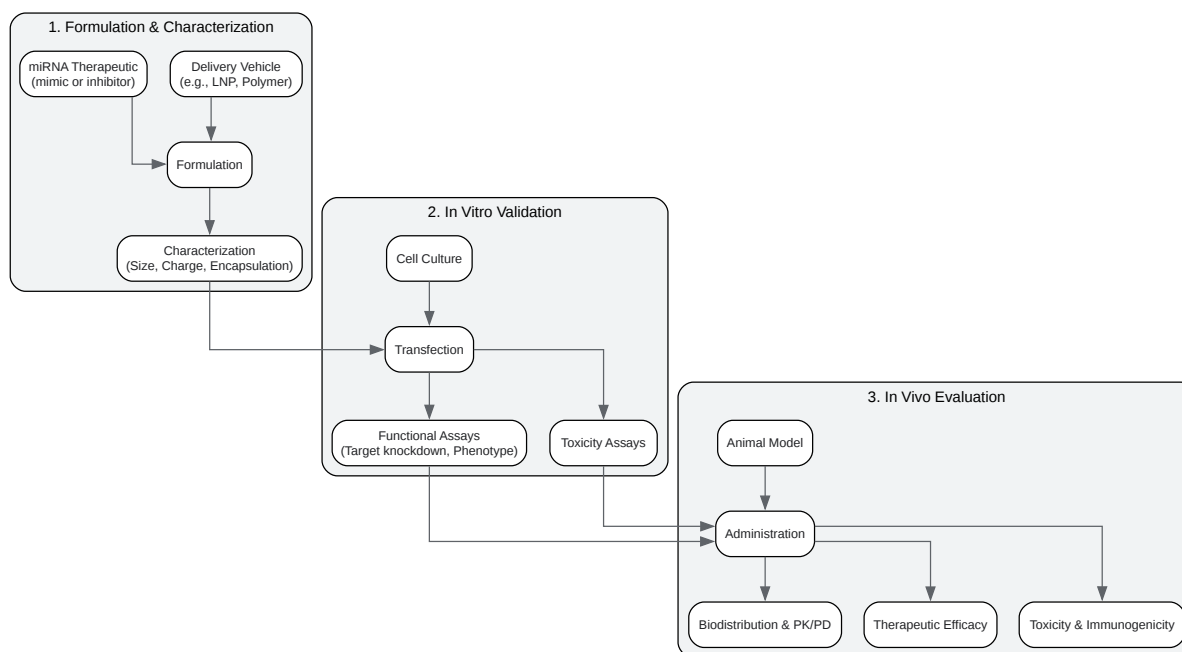 1. Formulation & Characterization
miRNA Therapeutic
(mimic or inhibitor)
Delivery Vehicle
(e.g., LNP, Polymer)
Formulation
Characterization
(Size, Charge, Encapsulation)
2. In Vitro Validation
Cell Culture
Transfection
Functional Assays
(Target knockdown, Phenotype)
Toxicity Assays
3. In Vivo Evaluation
Animal Model
Administration
Biodistribution & PK/PD
Therapeutic Efficacy
Toxicity & Immunogenicity